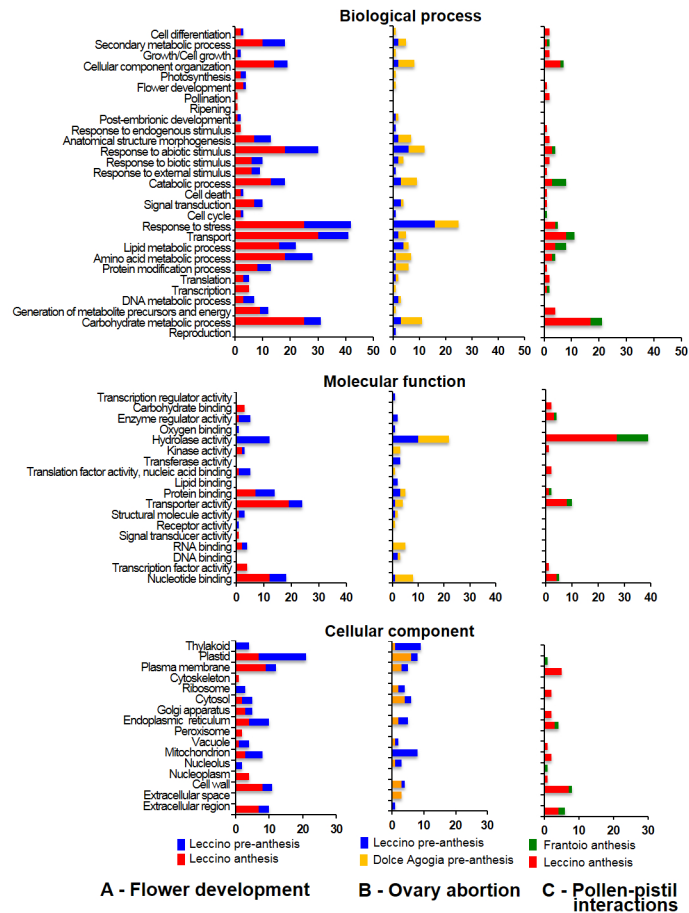 Biological process
Cell differentiation
Secondary metabolic process
Growth/Cell growth
Cellular component organization
Photosynthesis
Flower development
Pollination
Ripening
Post-embrionic development
Response to endogenous stimulus
Anatomical structure morphogenesis
Response to abiotic stimulus
Response to biotic stimulus
Response to external stimulus
Catabolic process
Cell death
Signal transduction
Cell cycle
Response to stress
Transport
Lipid metabolic process
Amino acid metabolic process
Protein modification process
Translation
Transcription
DNA metabolic process
Generation of metabolite precursors and energy
Carbohydrate metabolic process
Reproduction
0 10 20 30 40 50 0 10 20 30 40 50 0 10 20 30 40 50
Molecular function
Transcription regulator activity
Carbohydrate binding
Enzyme regulator activity
Oxygen binding
Hydrolase activity
Kinase activity
Transferase activity
Translation factor activity, nucleic acid binding
Lipid binding
Protein binding
Transporter activity
Structural molecule activity
Receptor activity
Signal transducer activity
RNA binding
DNA binding
Transcription factor activity
Nucleotide binding
0 10 20 30 40 0 10 20 30 40 0 10 20 30 40
Cellular component
Thylakoid
Plastid
Plasma membrane
Cytoskeleton
Ribosome
Cytosol
Golgi apparatus
Endoplasmic reticulum
Peroxisome
Vacuole
Mitochondrion
Nucleolus
Nucleoplasm
Cell wall
Extracellular space
Extracellular region
0 10 20 30 0 10 20 30 0 10 20 30
Leccino pre-anthesis Leccino pre-anthesis Frantoio anthesis
Leccino anthesis Dolce Agogia pre-anthesis Leccino anthesis
A - Flower development B - Ovary abortion C - Pollen-pistil
interactions